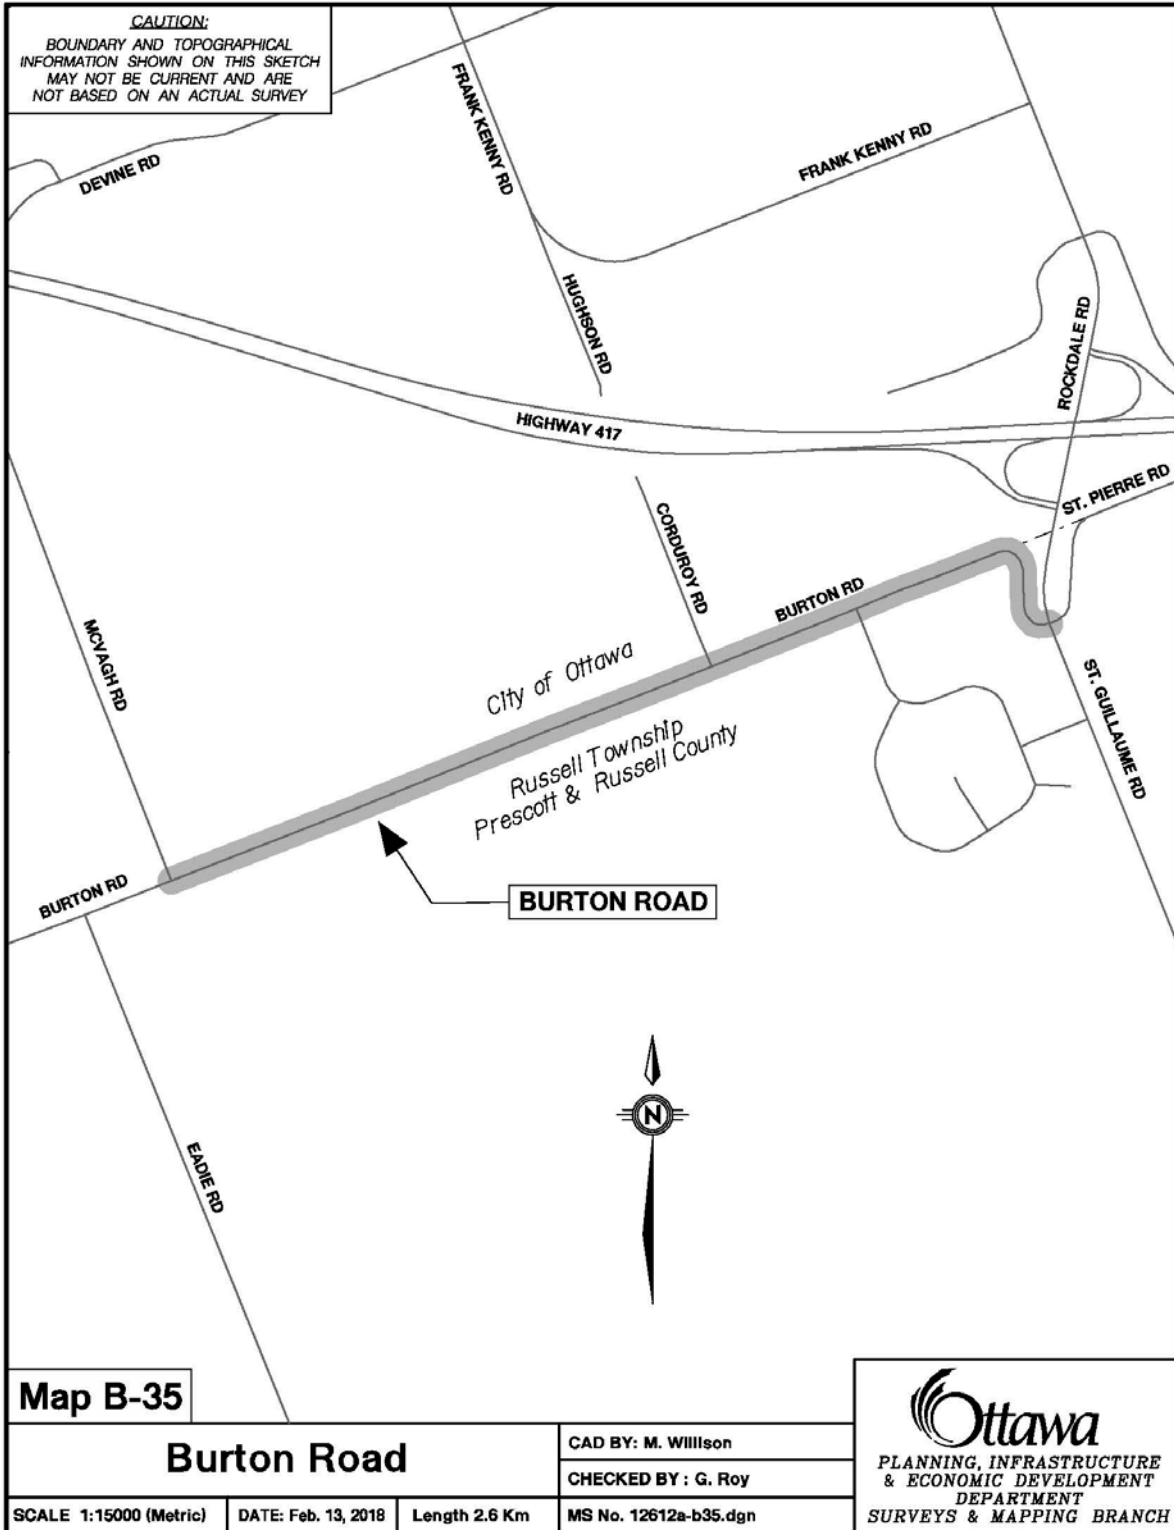 CAUTION:
BOUNDARY AND TOPOGRAPHICAL
INFORMATION SHOWN ON THIS SKETCH
MAY NOT BE CURRENT AND ARE
NOT BASED ON AN ACTUAL SURVEY
DEVINE RD
FRANK KENNY RD
FRANK KENNY RD
HUGHSON RD
ROCKDALE RD
HIGHWAY 417
ST. PIERRE RD
CORDUROY RD
BURTON RD
MCVAGH RD
City of Ottawa
Russell Township
Prescott & Russell County
ST. GUILLAUME RD
BURTON RD
BURTON ROAD
N
EADIE RD
Map B-35
Burton Road
SCALE 1:15000 (Metric)
DATE: Feb. 13, 2018
Length 2.6 Km
CAD BY: M. Willison
CHECKED BY : G. Roy
MS No. 12612a-b35.dgn
Ottawa
PLANNING, INFRASTRUCTURE
& ECONOMIC DEVELOPMENT
DEPARTMENT
SURVEYS & MAPPING BRANCH